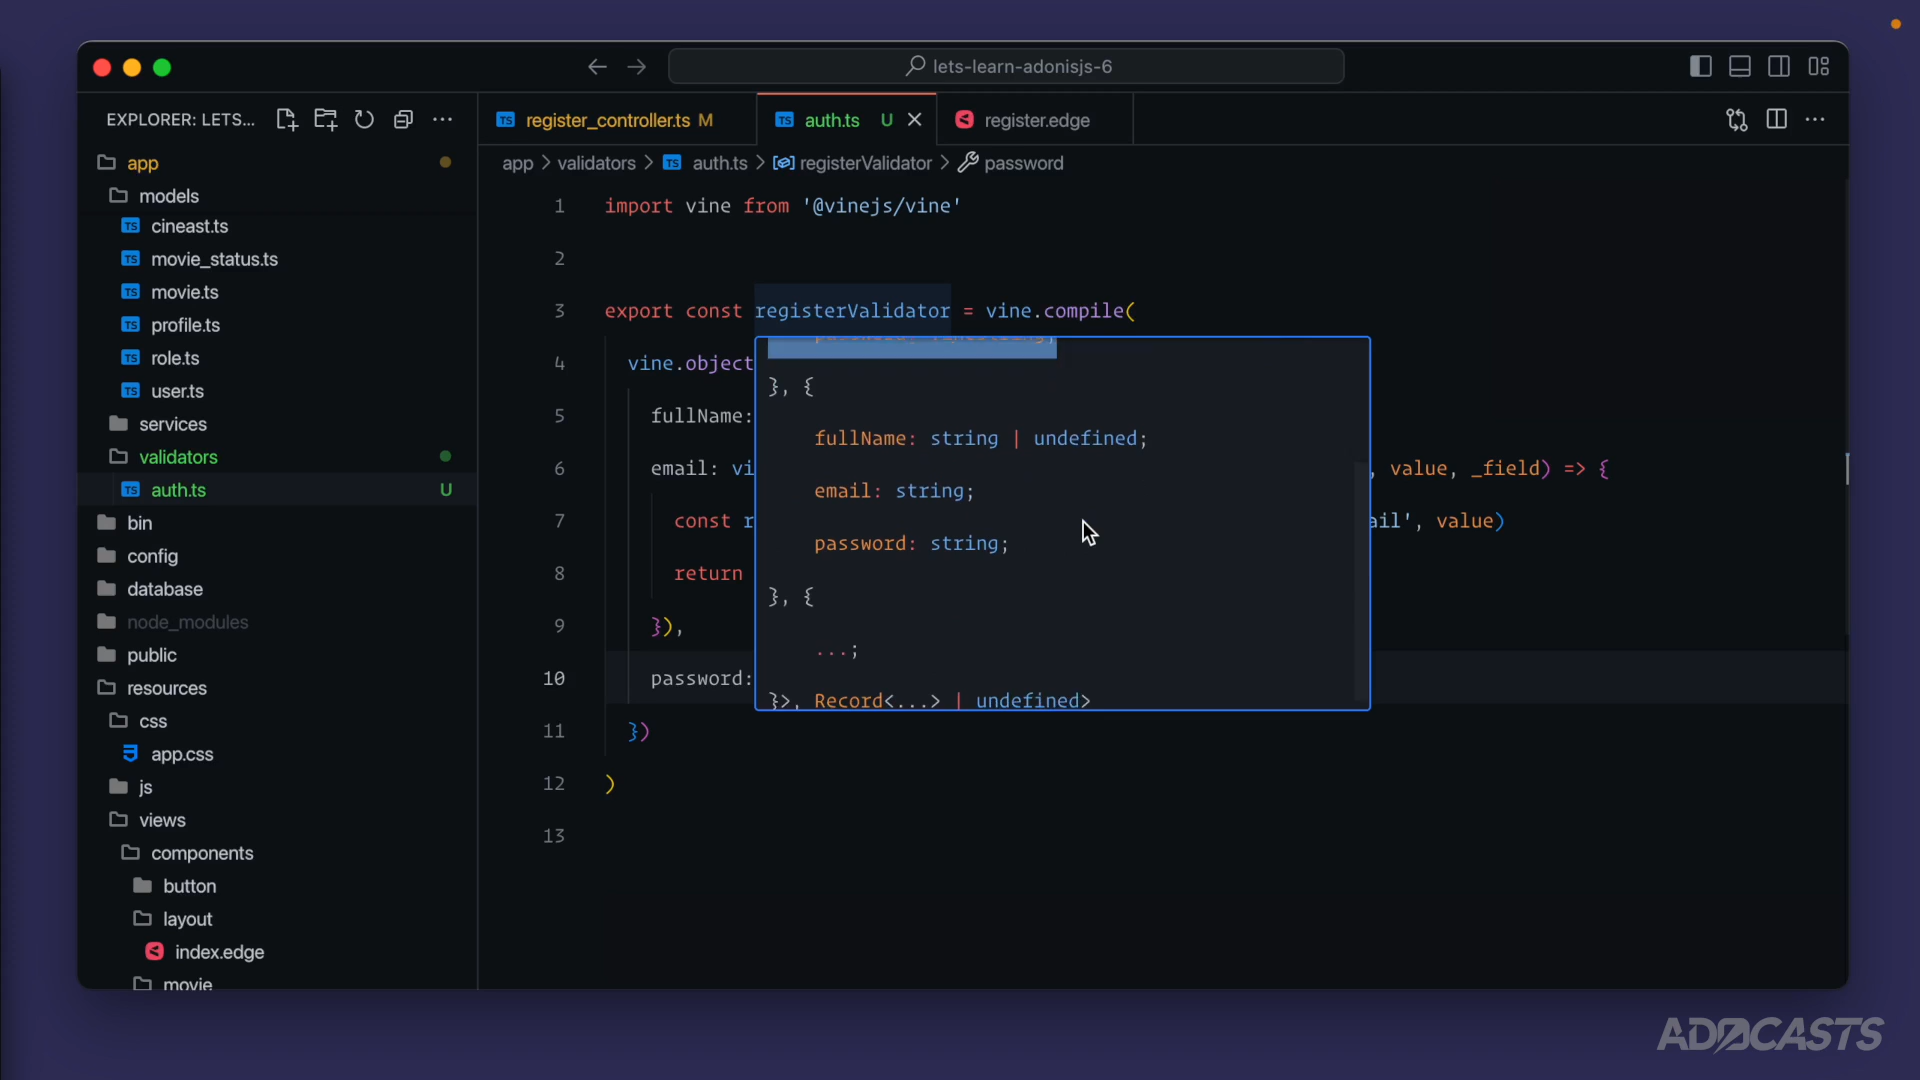 lets-learn-adonisjs-6
EXPLORER: LETS...
app
models
cineast.ts
movie_status.ts
movie.ts
profile.ts
role.ts
user.ts
services
validators
auth.ts U
bin
config
database
node_modules
public
resources
css
app.css
js
views
components
button
layout
index.edge
movie
register_controller.ts M
auth.ts U
register.edge
app > validators > TS auth.ts > registerValidator > password
1 import vine from '@vinejs/vine'
2
3 export const registerValidator = vine.compile(
4 vine.object
5 fullName:
6 email: vi , value, _field) => {
7 const r ail', value)
8 return
9 }),
10 password:
11 })
12 )
13
}, {
fullName: string | undefined;
email: string;
password: string;
}, {
...;
}>, Record<...> | undefined>
ADOCASTS